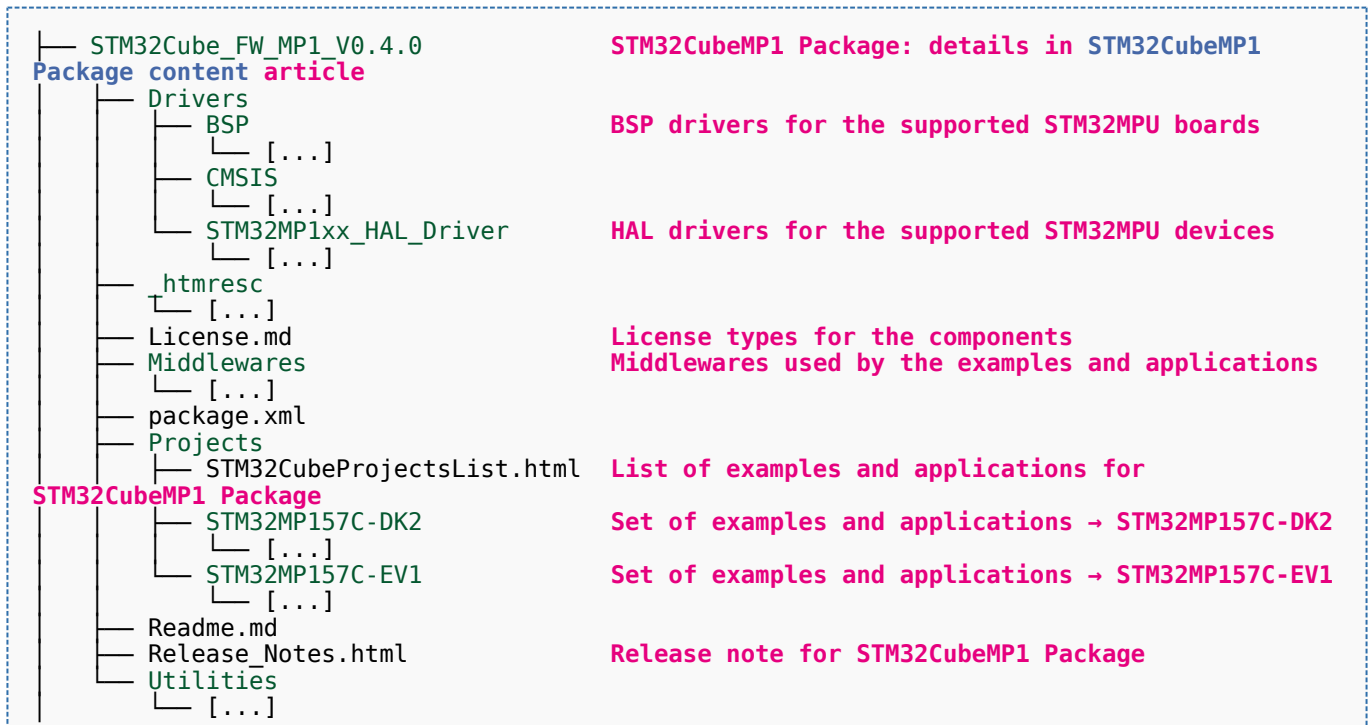 ├── STM32Cube_FW_MP1_V0.4.0             STM32CubeMP1 Package: details in STM32CubeMP1
Package content article
│   ├── Drivers
│   │   ├── BSP                         BSP drivers for the supported STM32MPU boards
│   │   │   └── [...]
│   │   ├── CMSIS
│   │   │   └── [...]
│   │   └── STM32MP1xx_HAL_Driver       HAL drivers for the supported STM32MPU devices
│   │       └── [...]
│   ├── _htmresc
│   │   └── [...]
│   ├── License.md                      License types for the components
│   ├── Middlewares                     Middlewares used by the examples and applications
│   │   └── [...]
│   ├── package.xml
│   ├── Projects
│   │   ├── STM32CubeProjectsList.html  List of examples and applications for
STM32CubeMP1 Package
│   │   ├── STM32MP157C-DK2             Set of examples and applications → STM32MP157C-DK2
│   │   │   └── [...]
│   │   └── STM32MP157C-EV1             Set of examples and applications → STM32MP157C-EV1
│   │       └── [...]
│   ├── Readme.md
│   ├── Release_Notes.html              Release note for STM32CubeMP1 Package
│   └── Utilities
│       └── [...]